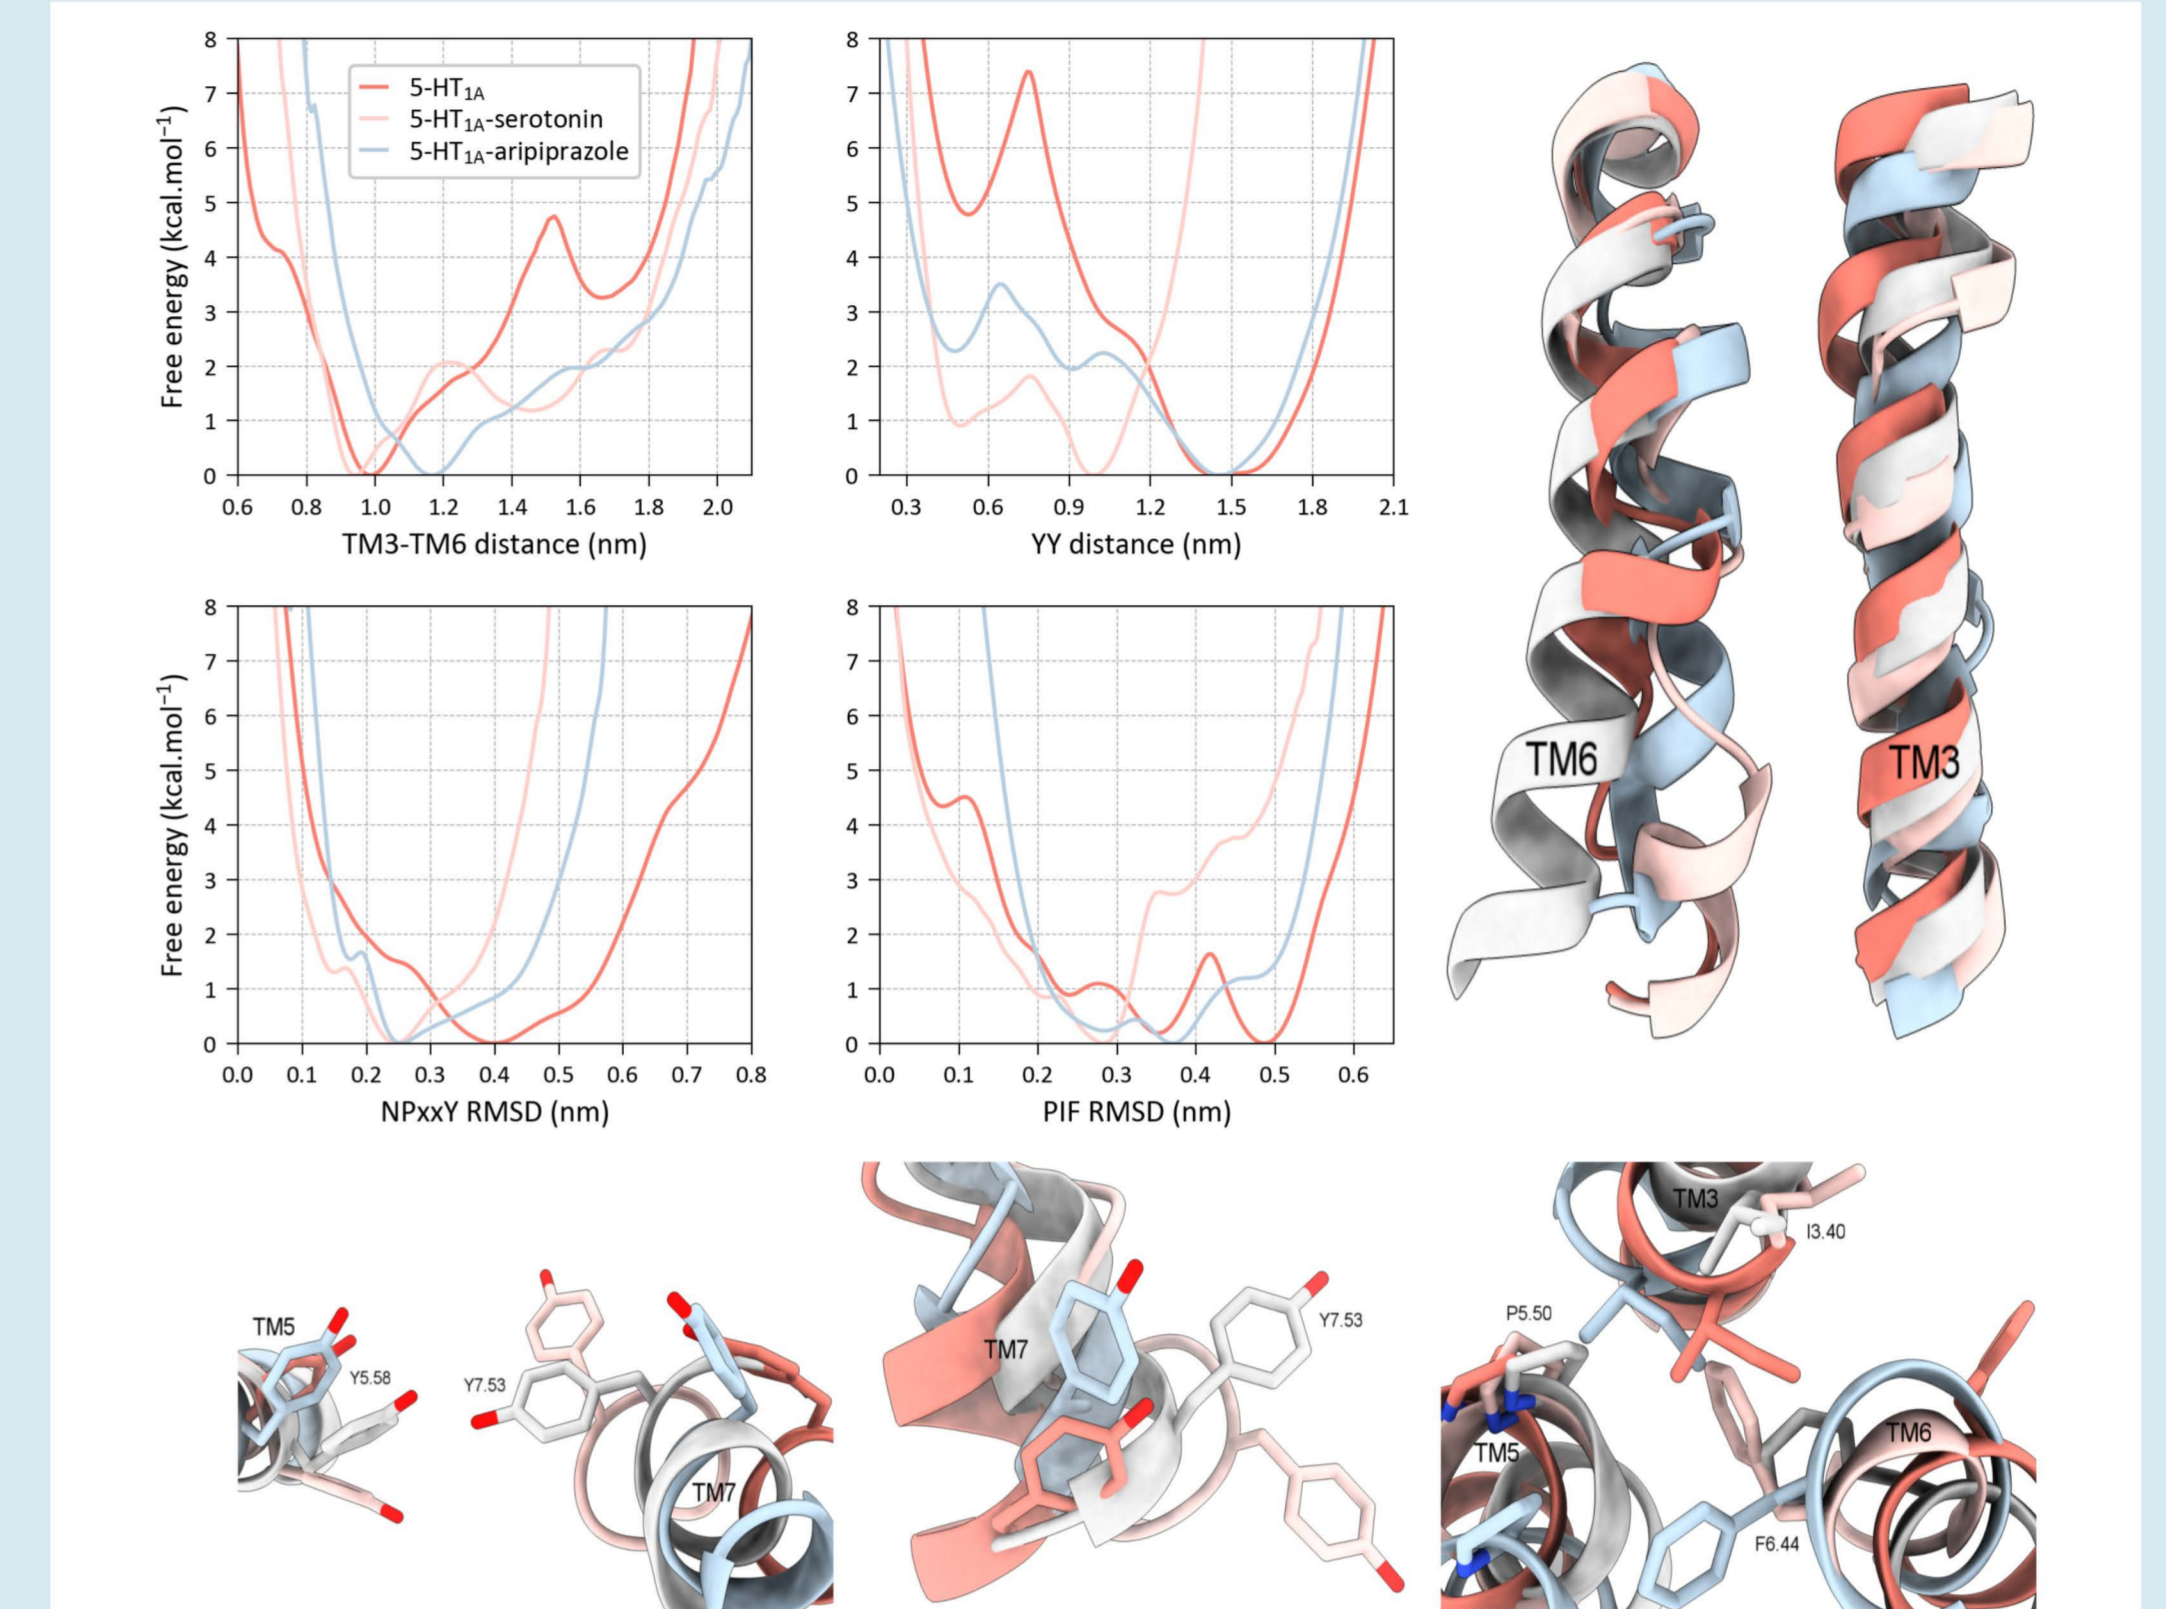 8
7
6
5
4
3
2
1
0
Free energy (kcal.mol⁻¹)
5-HT₁A
5-HT₁A-serotonin
5-HT₁A-aripiprazole
0.6 0.8 1.0 1.2 1.4 1.6 1.8 2.0
TM3-TM6 distance (nm)
8
7
6
5
4
3
2
1
0
0.3 0.6 0.9 1.2 1.5 1.8 2.1
YY distance (nm)
TM6
TM3
8
7
6
5
4
3
2
1
0
Free energy (kcal.mol⁻¹)
0.0 0.1 0.2 0.3 0.4 0.5 0.6 0.7 0.8
NPxxY RMSD (nm)
8
7
6
5
4
3
2
1
0
0.0 0.1 0.2 0.3 0.4 0.5 0.6
PIF RMSD (nm)
TM5
Y5.58
Y7.53
TM7
TM7
Y7.53
TM3
I3.40
P5.50
TM5
TM6
F6.44